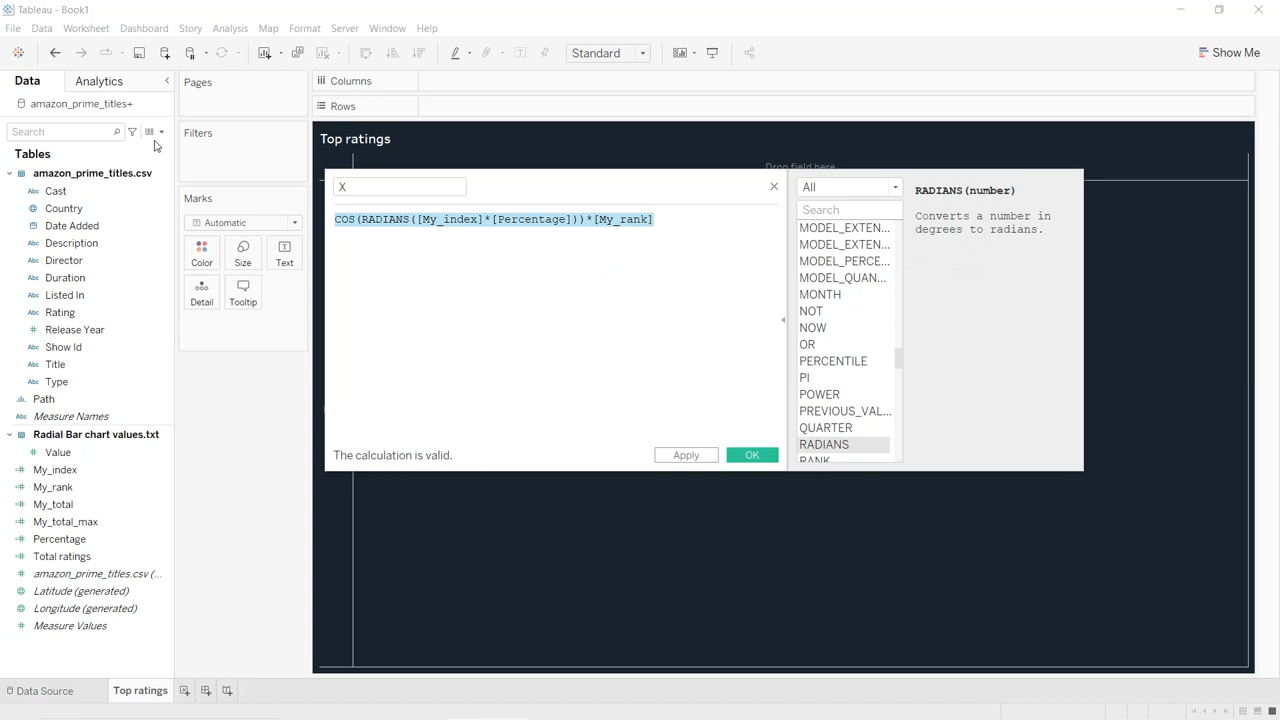 Tableau - Book1
File Data Worksheet Dashboard Story Analysis Map Format Server Window Help
Standard
Show Me
Data Analytics
Pages
Columns
amazon_prime_titles+
Rows
Search
Filters
Top ratings
Tables
Drop field here
amazon_prime_titles.csv
Cast
Country
Date Added
Description
Director
Duration
Listed In
Rating
Release Year
Show Id
Title
Type
Path
Measure Names
Radial Bar chart values.txt
Value
My_index
My_rank
My_total
My_total_max
Percentage
Total ratings
amazon_prime_titles.csv (...
Latitude (generated)
Longitude (generated)
Measure Values
Marks
Automatic
Color Size Text
Detail Tooltip
X
COS(RADIANS([My_index]*[Percentage]))*[My_rank]
The calculation is valid.
Apply OK
All
Search
MODEL_EXTEN...
MODEL_EXTEN...
MODEL_PERCE...
MODEL_QUAN...
MONTH
NOT
NOW
OR
PERCENTILE
PI
POWER
PREVIOUS_VAL...
QUARTER
RADIANS
RANK
RADIANS(number)
Converts a number in
degrees to radians.
Data Source Top ratings